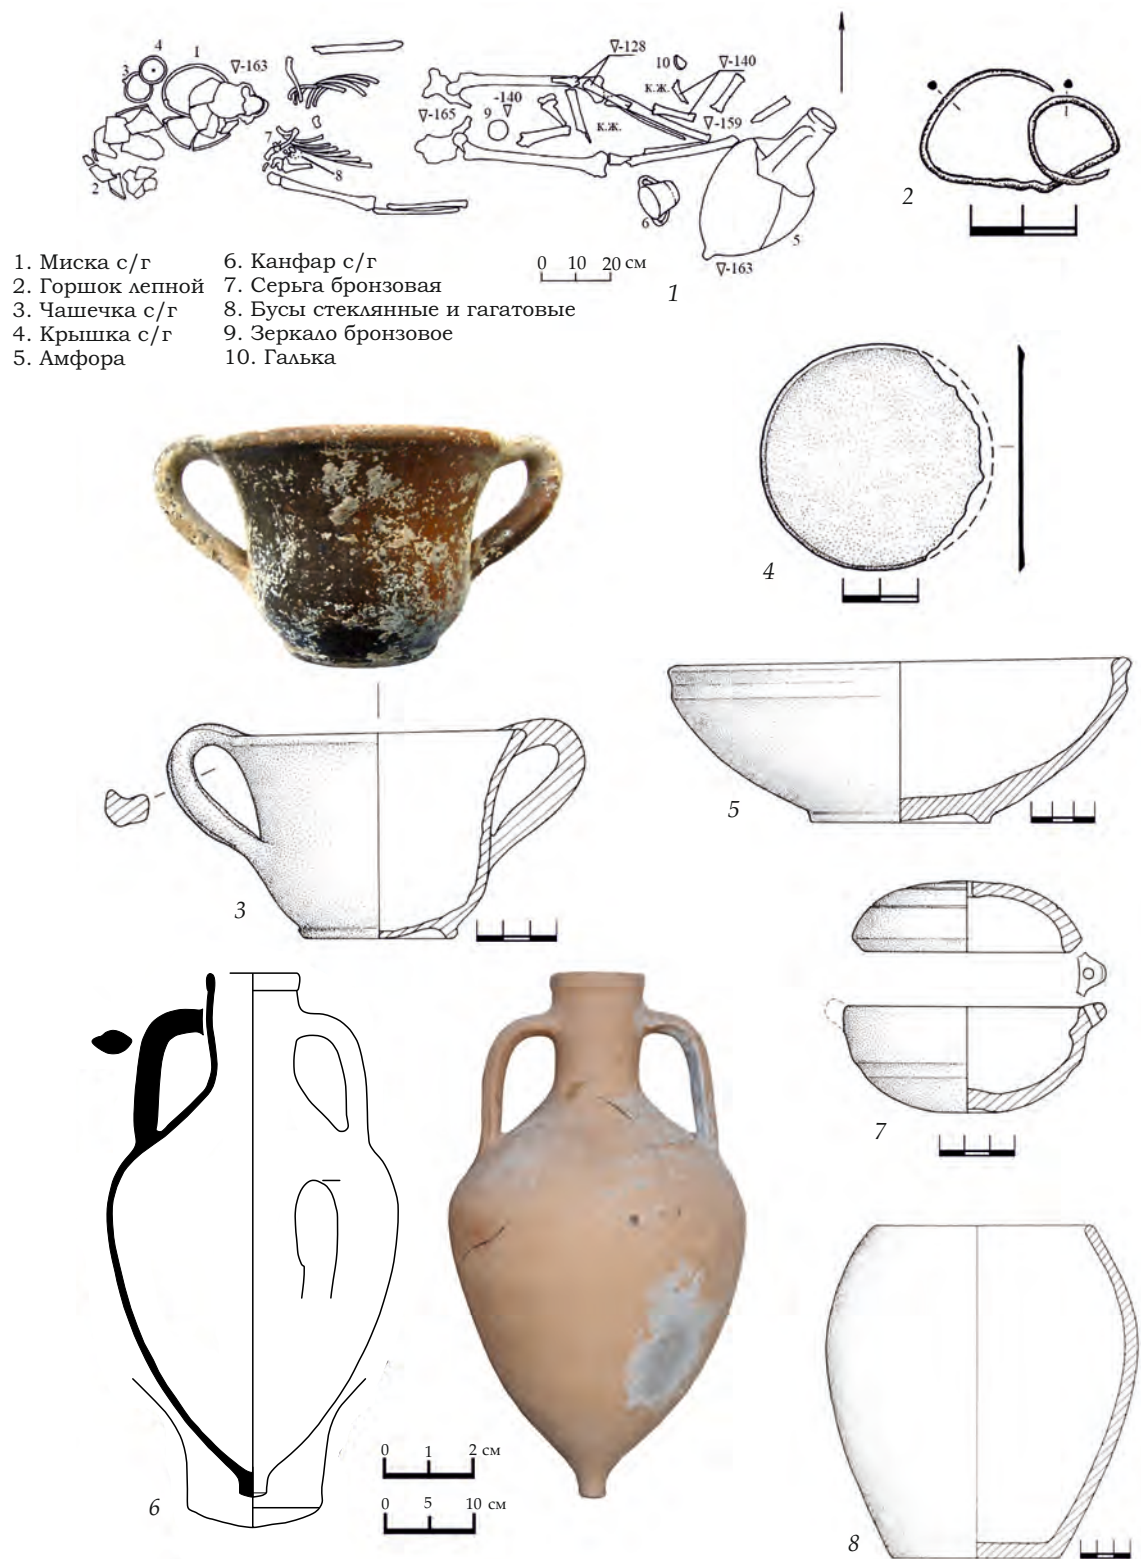 4
1
▽-163
3
▽-128
10
▽-140
к.ж.
-140
▽
9
▽-165
к.ж.
▽-159
7
8
2
6
5
▽-163
1
2
1. Миска с/г
2. Горшок лепной
3. Чашечка с/г
4. Крышка с/г
5. Амфора
6. Канфар с/г
7. Серьга бронзовая
8. Бусы стеклянные и гагатовые
9. Зеркало бронзовое
10. Галька
0 10 20 см
1
4
5
3
7
0 1 2 см
0 5 10 см
6
8